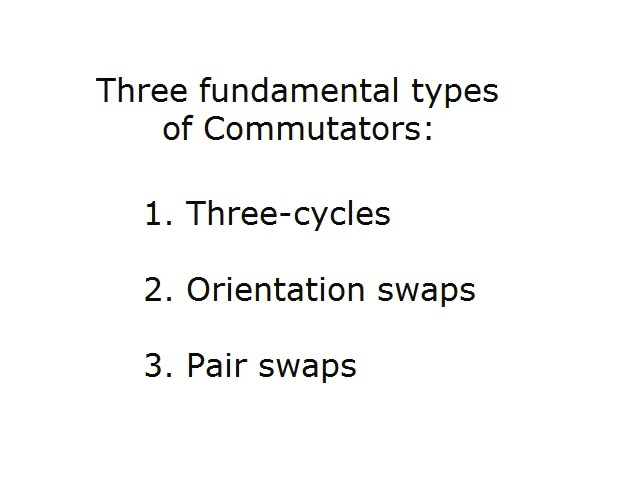 Three fundamental types
of Commutators:
1. Three-cycles
2. Orientation swaps
3. Pair swaps